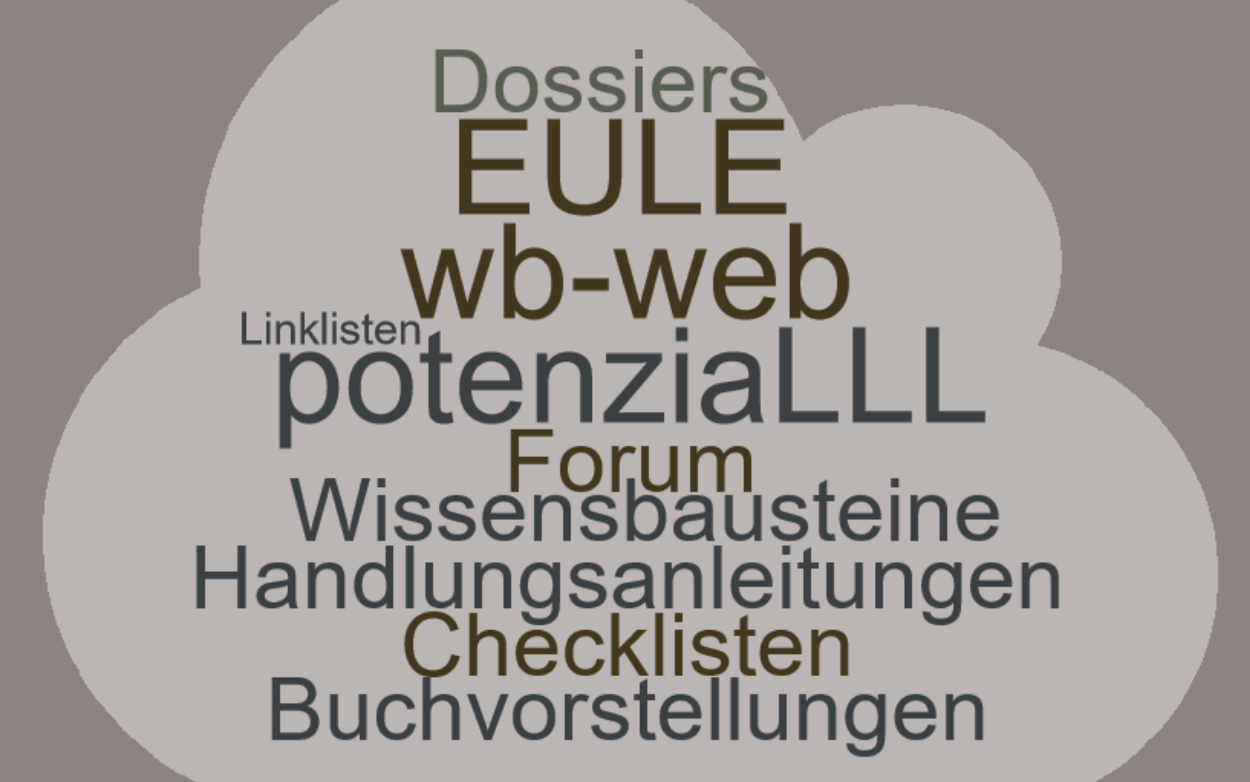 Dossiers
EULE
wb-web
Linklisten
potenziaLLL
Forum
Wissensbausteine
Handlungsanleitungen
Checklisten
Buchvorstellungen